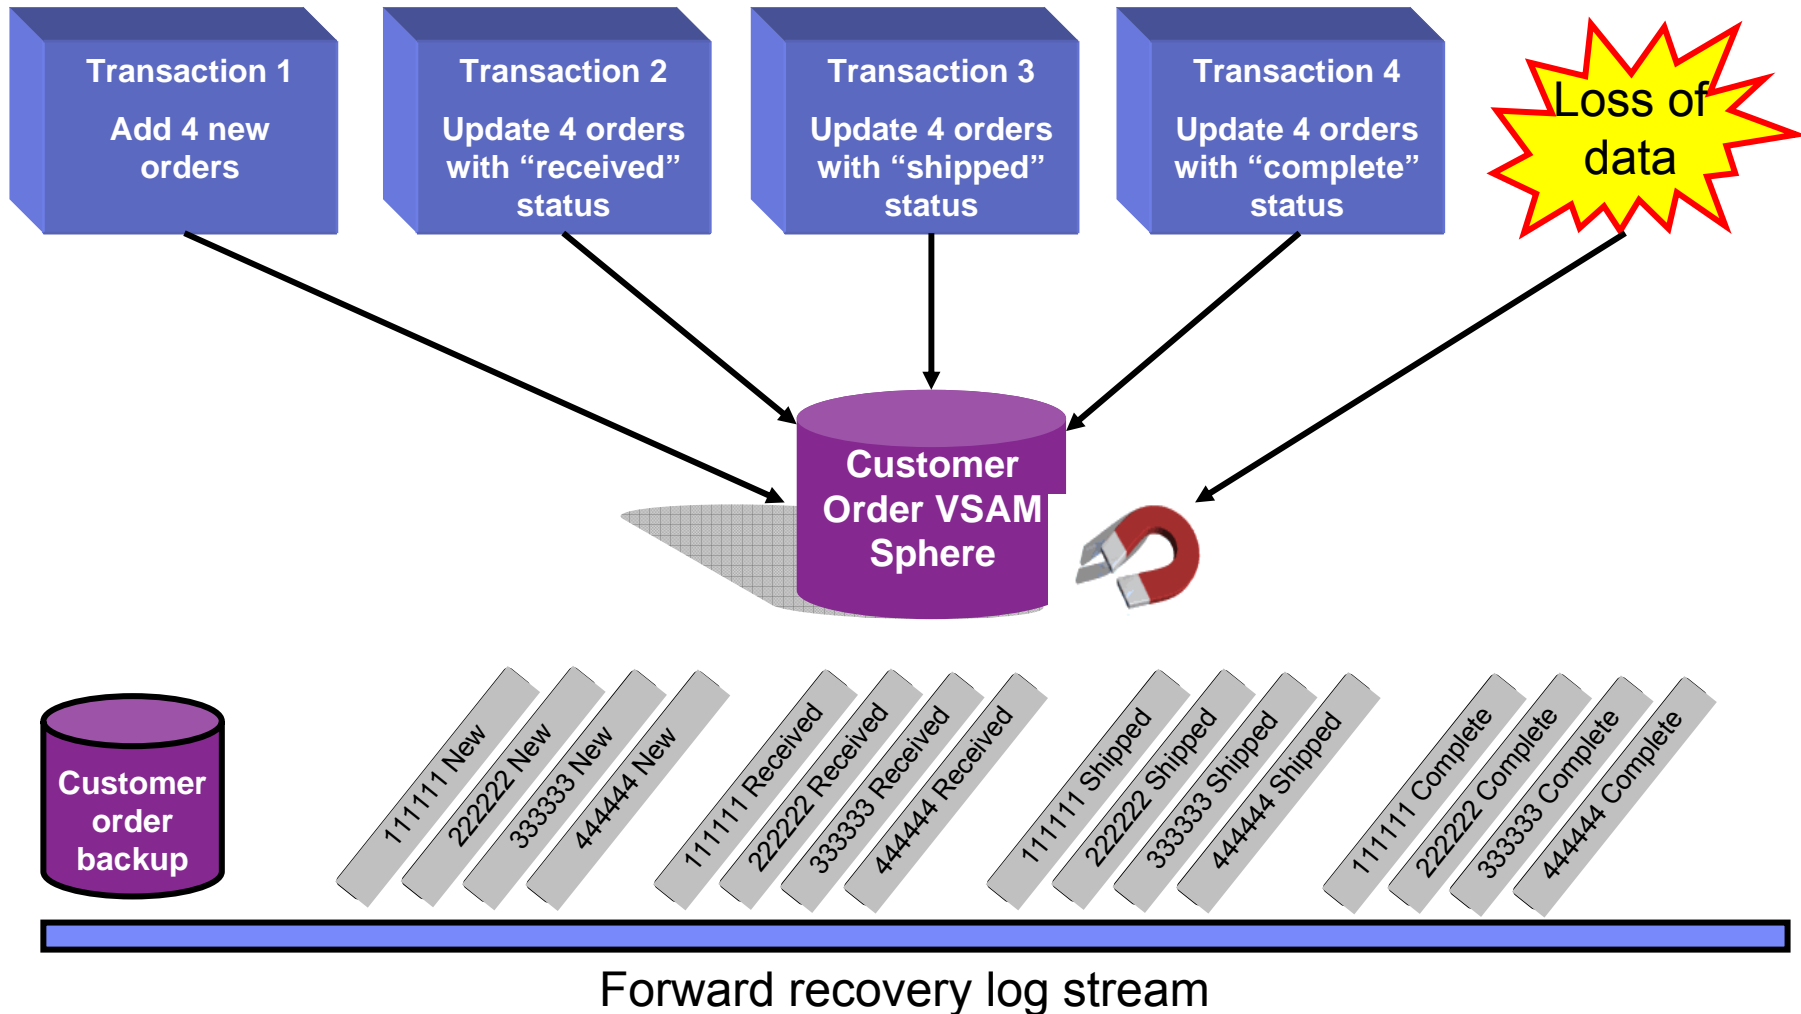 Transaction 1
Add 4 new
orders
Transaction 2
Update 4 orders
with “received”
status
Transaction 3
Update 4 orders
with “shipped”
status
Transaction 4
Update 4 orders
with “complete”
status
Loss of
data
Customer
Order VSAM
Sphere
Customer
order
backup
111111 New
222222 New
333333 New
444444 New
111111 Received
222222 Received
333333 Received
444444 Received
111111 Shipped
222222 Shipped
333333 Shipped
444444 Shipped
111111 Complete
222222 Complete
333333 Complete
444444 Complete
Forward recovery log stream